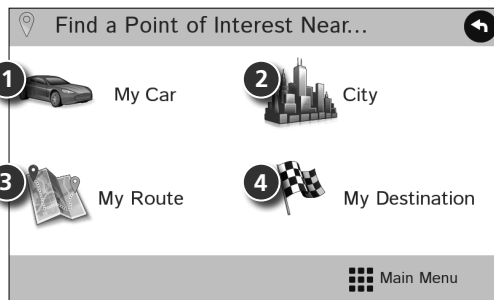 Find a Point of Interest Near...
1 My Car
2 City
3 My Route
4 My Destination
Main Menu